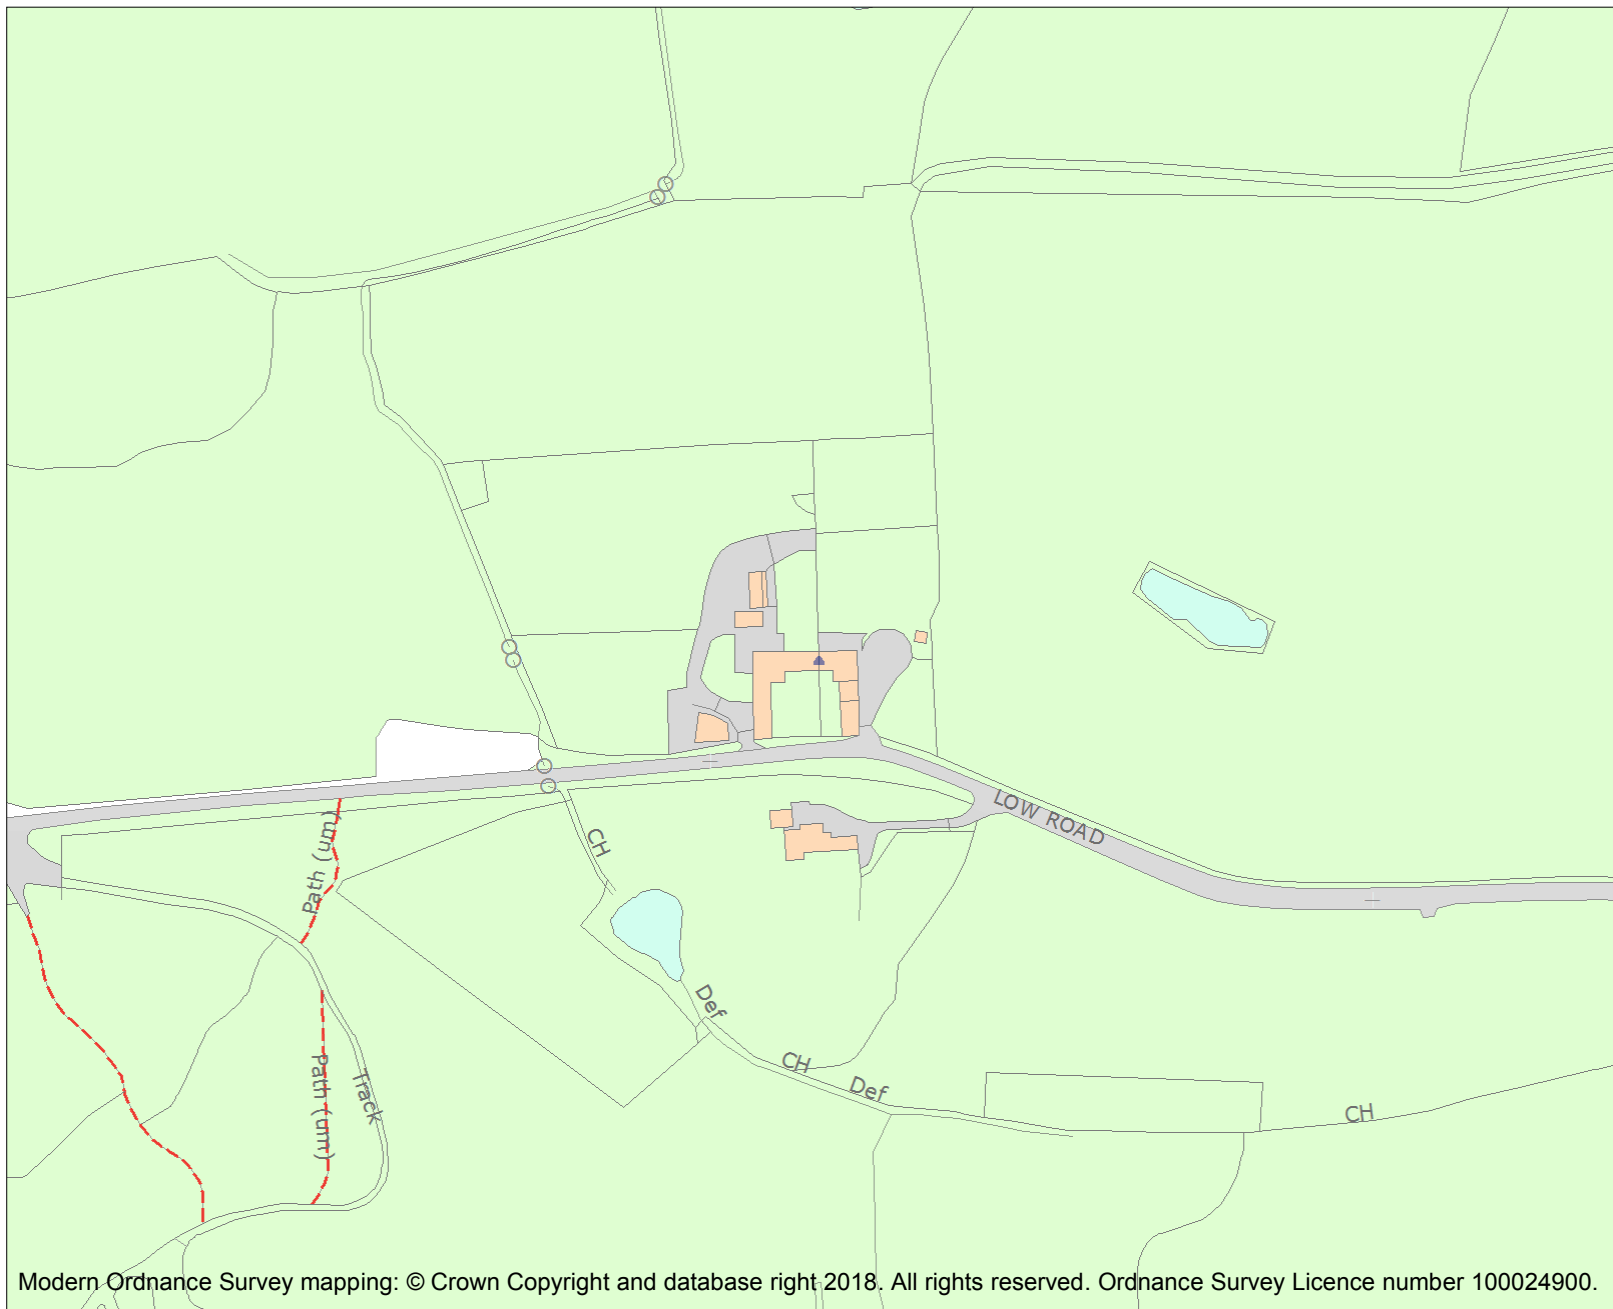 LOW ROAD
CH
Path (um)
Def
CH
Def
CH
Path (um)
Track
Modern Ordnance Survey mapping: © Crown Copyright and database right 2018. All rights reserved. Ordnance Survey Licence number 100024900.